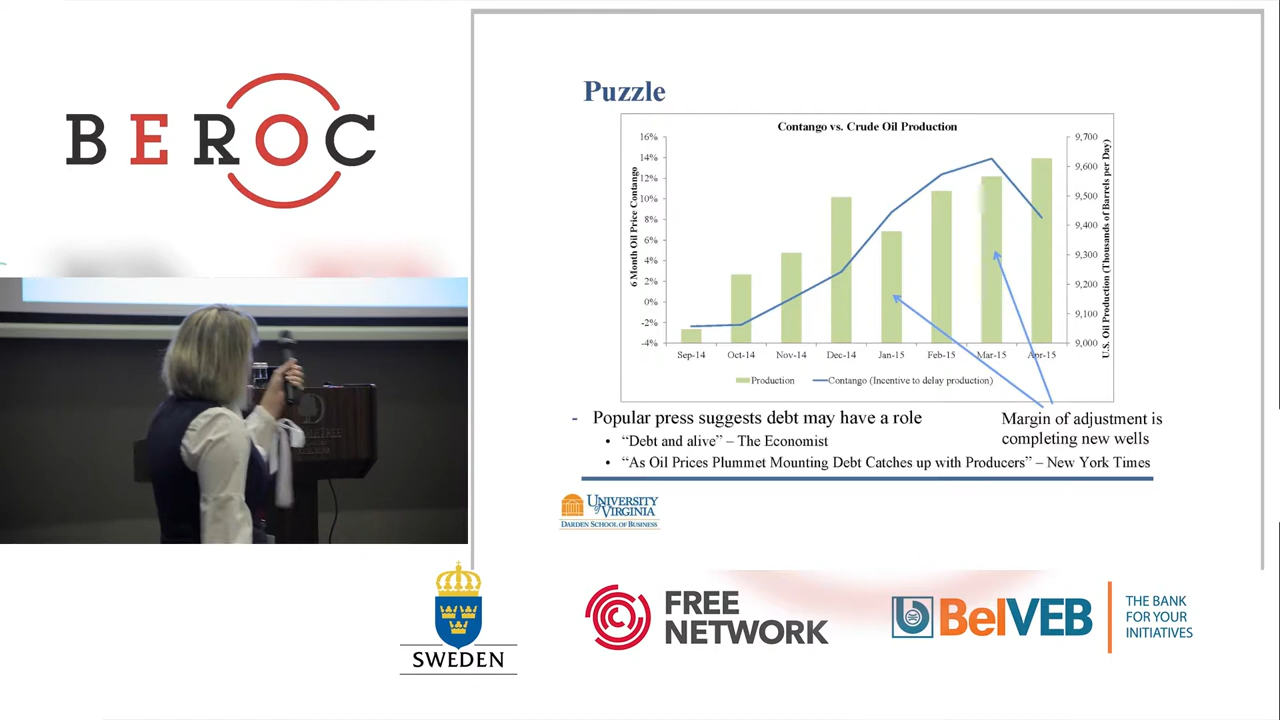 BEROC
Puzzle
Contango vs. Crude Oil Production
6 Month Oil Price Contango
16%
14%
12%
10%
8%
6%
4%
2%
0%
-2%
-4%
9,700
9,600
9,500
9,400
9,300
9,200
9,100
9,000
U.S. Oil Production (Thousands of Barrels per Day)
Sep-14 Oct-14 Nov-14 Dec-14 Jan-15 Feb-15 Mar-15 Apr-15
Production Contango (Incentive to delay production)
- Popular press suggests debt may have a role
• “Debt and alive” – The Economist
• “As Oil Prices Plummet Mounting Debt Catches up with Producers” – New York Times
Margin of adjustment is
completing new wells
UNIVERSITY
of VIRGINIA
DARDEN SCHOOL OF BUSINESS
SWEDEN
FREE
NETWORK
BelVEB
THE BANK
FOR YOUR
INITIATIVES